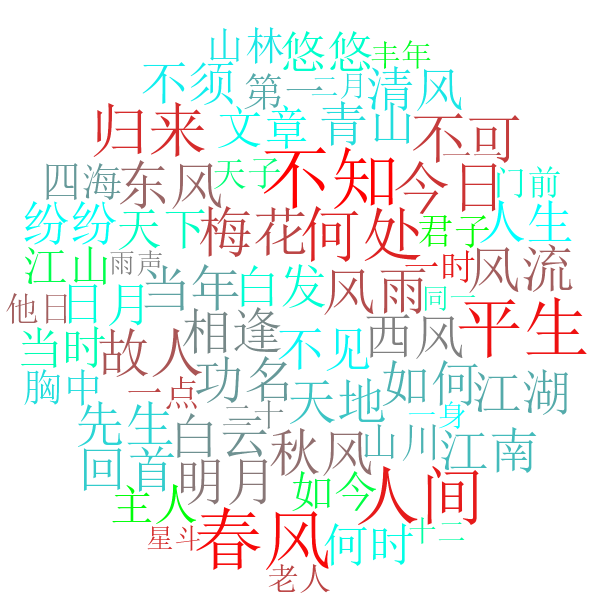 山林 悠悠 丰年
不须 第一 二月 清风
归来 文章 青山 不可
四海 东风 天子 不知 今日 门前
纷纷 天下 梅花 何处 君子 人生
江山 雨声 当年 白发 风雨 一时 风流
他日 日月 相逢 不见 西风 同一 平生
当时 故人 功名 如何 江湖
胸中 一点 三十 天地 一身
先生 白云 秋风 山川 江南
回首 明月 如今 人间
主人 春风 何时 十二
星斗
老人